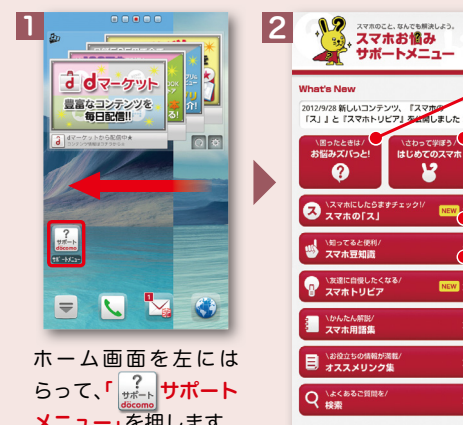 1
d dマーケット
豊富なコンテンツを
毎日配信!!
dマーケットから配信中★
?
サポート
docomo
サポートメニュー
1
ホーム画面を左には
らって、「? サポート docomo サポート
メニュー」を押します。
2
スマホのこと、なんでも解決しよう。
スマホお悩み
サポートメニュー
What's New
2012/9/28 新しいコンテンツ、『スマホの
「ス」』と『スマホトリビア』を公開しました
\困ったときは/
お悩みズバっと!
?
\さわって学ぼう/
はじめてのスマホ
\スマホにしたらまずチェック!/
スマホの「ス」
NEW
\知ってると便利/
スマホ豆知識
\友達に自慢したくなる/
スマホトリビア
NEW
\かんたん解説/
スマホ用語集
\お役立ちの情報が満載/
オススメリンク集
\よくあるご質問を/
検索